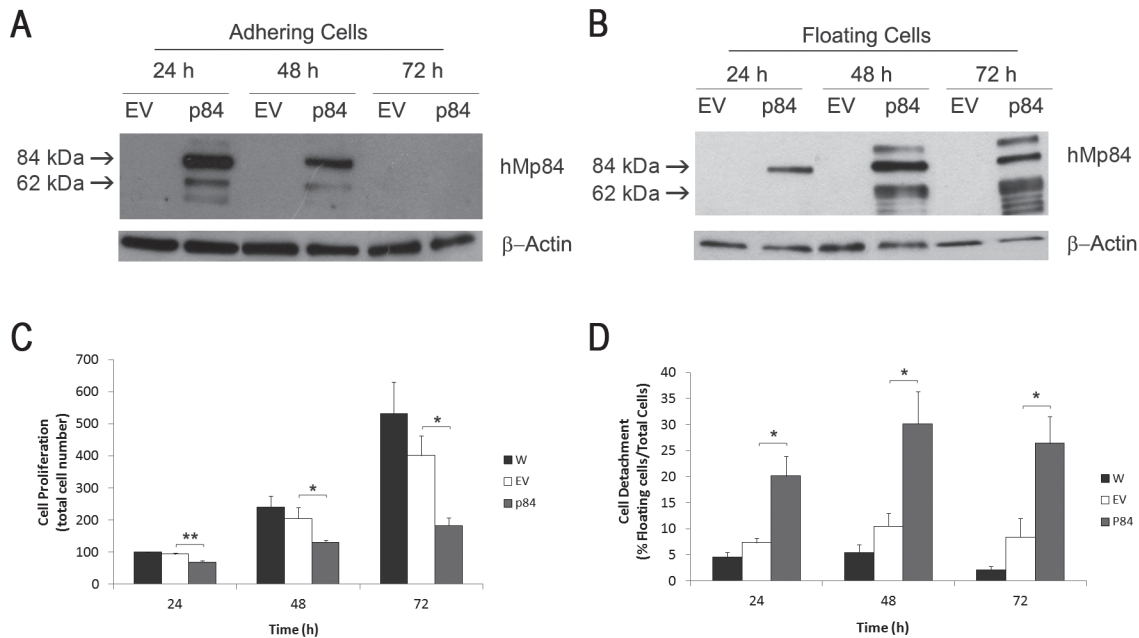 A
Adhering Cells
24 h 48 h 72 h
EV p84 EV p84 EV p84
84 kDa →
62 kDa →
hMp84
β–Actin
B
Floating Cells
24 h 48 h 72 h
EV p84 EV p84 EV p84
84 kDa →
62 kDa →
hMp84
β–Actin
C
Cell Proliferation
(total cell number)
700
600
500
400
300
200
100
0
**
*
*
24 48 72
Time (h)
W
EV
p84
D
Cell Detachment
(% Floating cells/Total Cells)
40
35
30
25
20
15
10
5
0
*
*
*
24 48 72
Time (h)
W
EV
P84